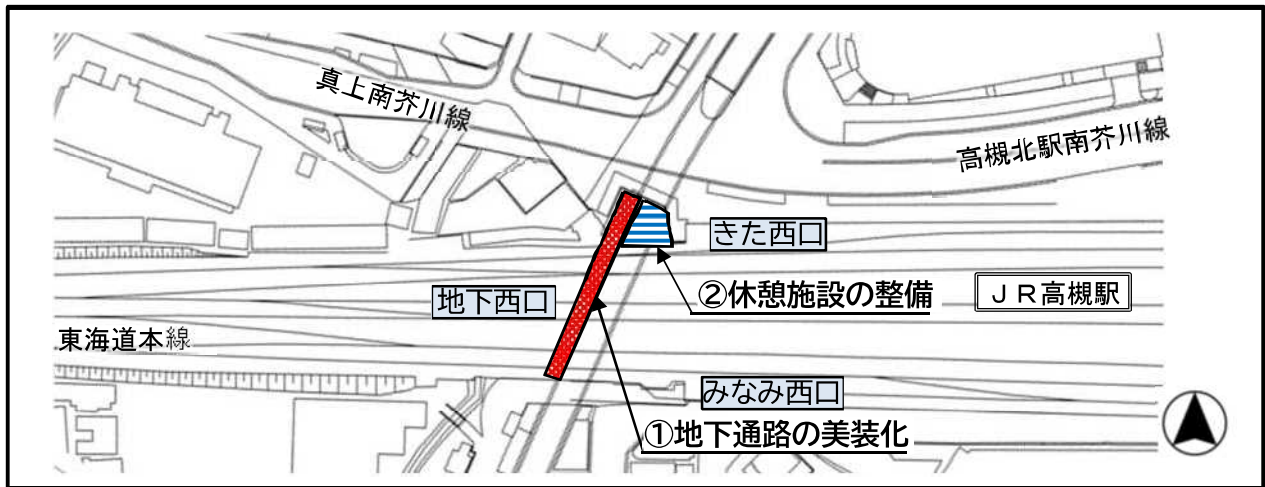 真上南芥川線
高槻北駅南芥川線
きた西口
②休憩施設の整備
JR高槻駅
地下西口
東海道本線
みなみ西口
①地下通路の美装化